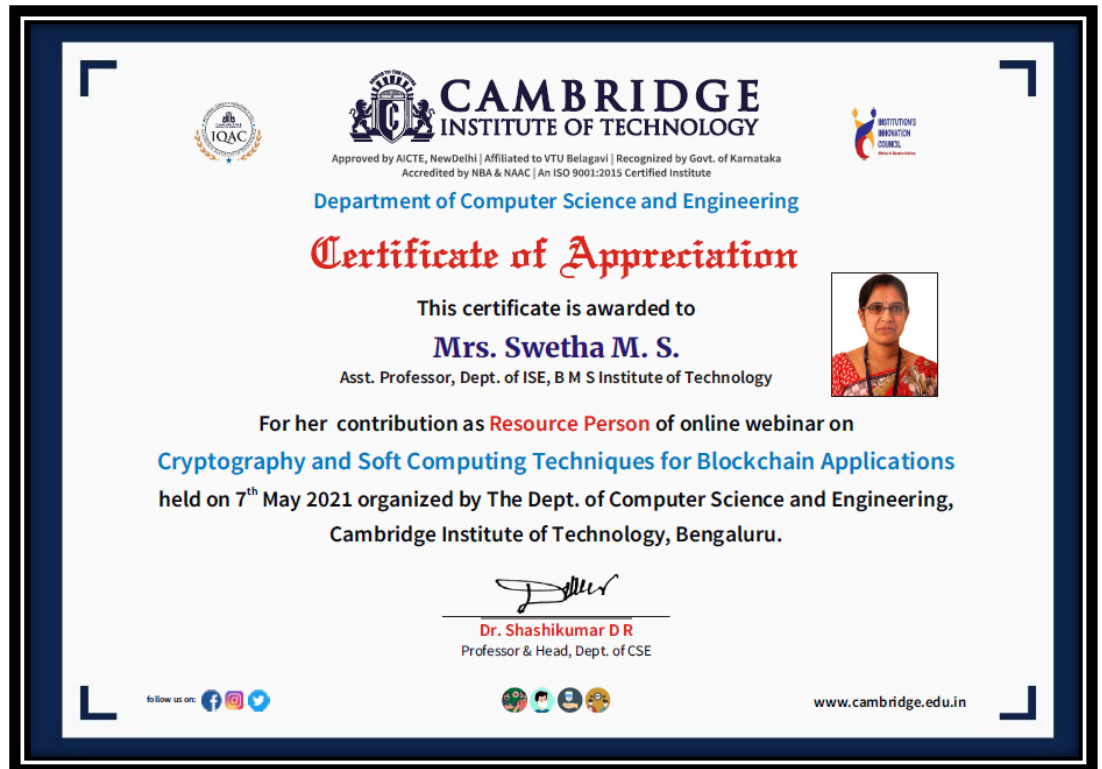 CAMBRIDGE
INSTITUTE OF TECHNOLOGY
IQAC
INSTITUTION'S
INNOVATION
COUNCIL
Approved by AICTE, NewDelhi | Affiliated to VTU Belagavi | Recognized by Govt. of Karnataka
Accredited by NBA & NAAC | An ISO 9001:2015 Certified Institute
Department of Computer Science and Engineering
Certificate of Appreciation
This certificate is awarded to
Mrs. Swetha M. S.
Asst. Professor, Dept. of ISE, B M S Institute of Technology
For her contribution as Resource Person of online webinar on
Cryptography and Soft Computing Techniques for Blockchain Applications
held on 7th May 2021 organized by The Dept. of Computer Science and Engineering,
Cambridge Institute of Technology, Bengaluru.
Dr. Shashikumar D R
Professor & Head, Dept. of CSE
follow us on:
www.cambridge.edu.in